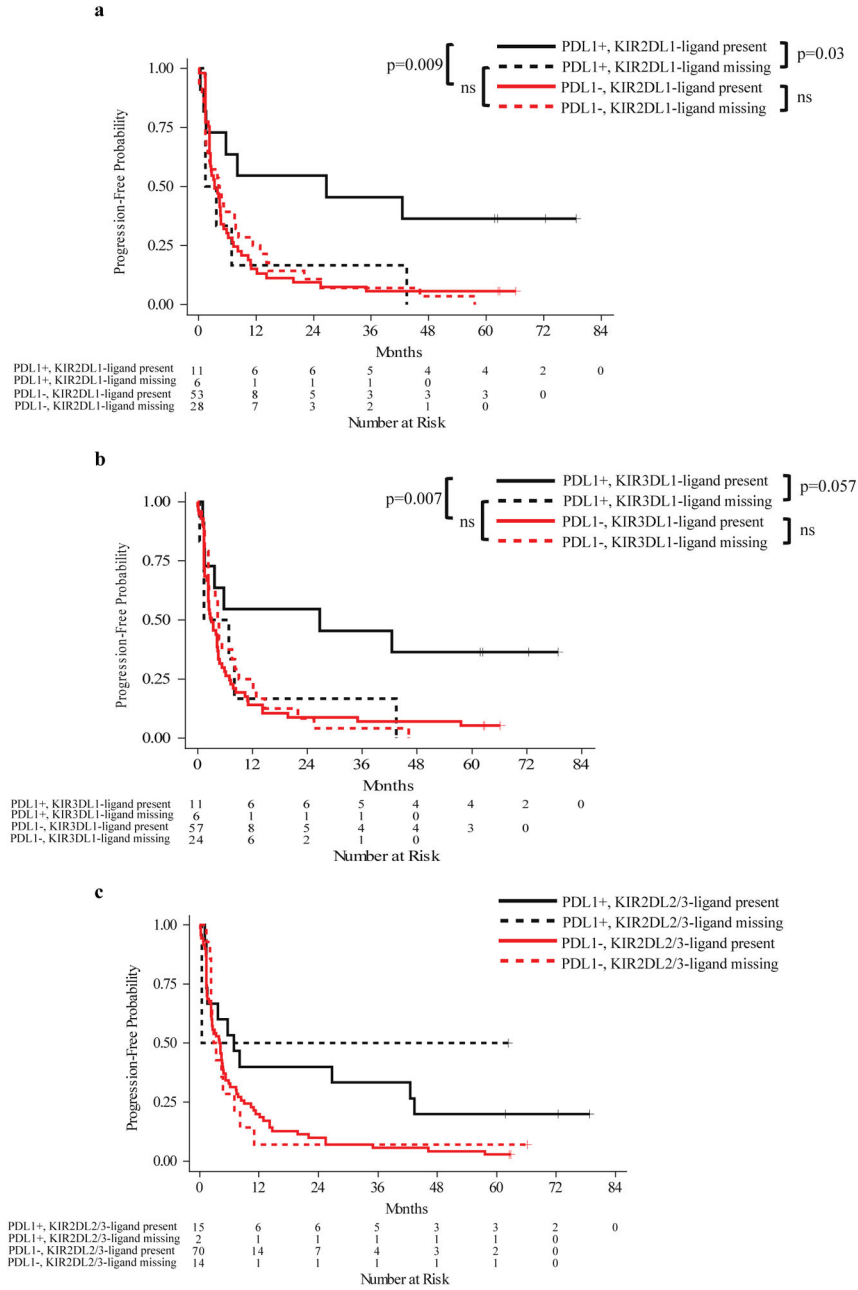 a
PDL1+, KIR2DL1-ligand present
PDL1+, KIR2DL1-ligand missing
PDL1-, KIR2DL1-ligand present
PDL1-, KIR2DL1-ligand missing
p=0.009
ns
p=0.03
ns
Progression-Free Probability
1.00
0.75
0.50
0.25
0.00
0 12 24 36 48 60 72 84
Months
PDL1+, KIR2DL1-ligand present 11 6 6 5 4 4 2 0
PDL1+, KIR2DL1-ligand missing 6 1 1 1 0
PDL1-, KIR2DL1-ligand present 53 8 5 3 3 3 0
PDL1-, KIR2DL1-ligand missing 28 7 3 2 1 0
Number at Risk
b
PDL1+, KIR3DL1-ligand present
PDL1+, KIR3DL1-ligand missing
PDL1-, KIR3DL1-ligand present
PDL1-, KIR3DL1-ligand missing
p=0.007
ns
p=0.057
ns
Progression-Free Probability
1.00
0.75
0.50
0.25
0.00
0 12 24 36 48 60 72 84
Months
PDL1+, KIR3DL1-ligand present 11 6 6 5 4 4 2 0
PDL1+, KIR3DL1-ligand missing 6 1 1 1 0
PDL1-, KIR3DL1-ligand present 57 8 5 4 4 3 0
PDL1-, KIR3DL1-ligand missing 24 6 2 1 0
Number at Risk
c
PDL1+, KIR2DL2/3-ligand present
PDL1+, KIR2DL2/3-ligand missing
PDL1-, KIR2DL2/3-ligand present
PDL1-, KIR2DL2/3-ligand missing
Progression-Free Probability
1.00
0.75
0.50
0.25
0.00
0 12 24 36 48 60 72 84
Months
PDL1+, KIR2DL2/3-ligand present 15 6 6 5 3 3 2 0
PDL1+, KIR2DL2/3-ligand missing 2 1 1 1 1 1 0
PDL1-, KIR2DL2/3-ligand present 70 14 7 4 3 2 0
PDL1-, KIR2DL2/3-ligand missing 14 1 1 1 1 1 0
Number at Risk